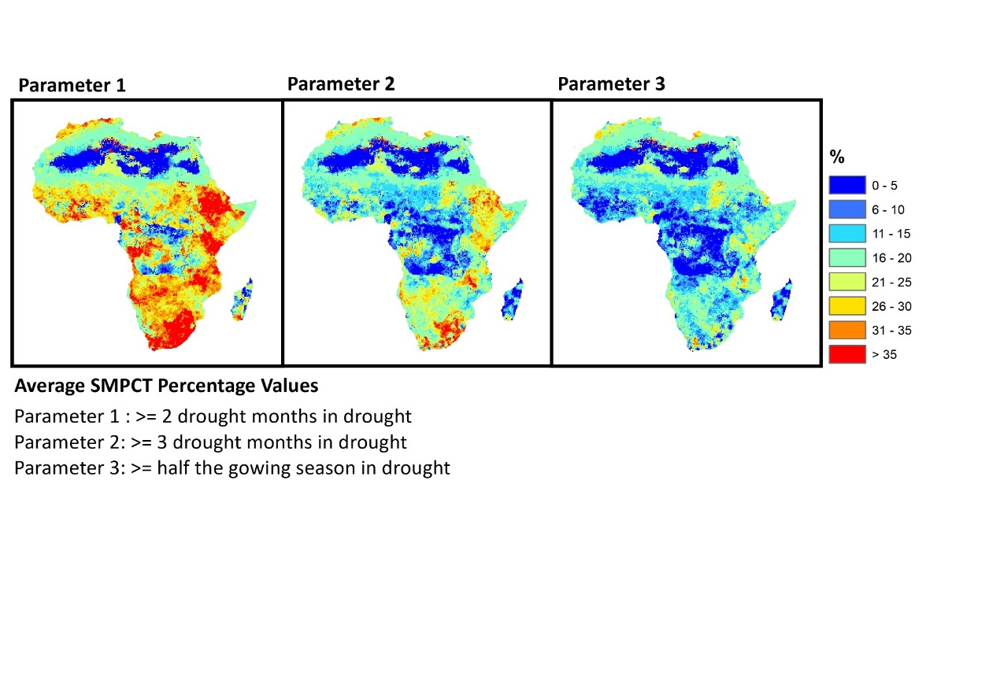 Parameter 1
Parameter 2
Parameter 3
%
0 - 5
6 - 10
11 - 15
16 - 20
21 - 25
26 - 30
31 - 35
> 35
Average SMPCT Percentage Values
Parameter 1 : >= 2 drought months in drought
Parameter 2: >= 3 drought months in drought
Parameter 3: >= half the gowing season in drought